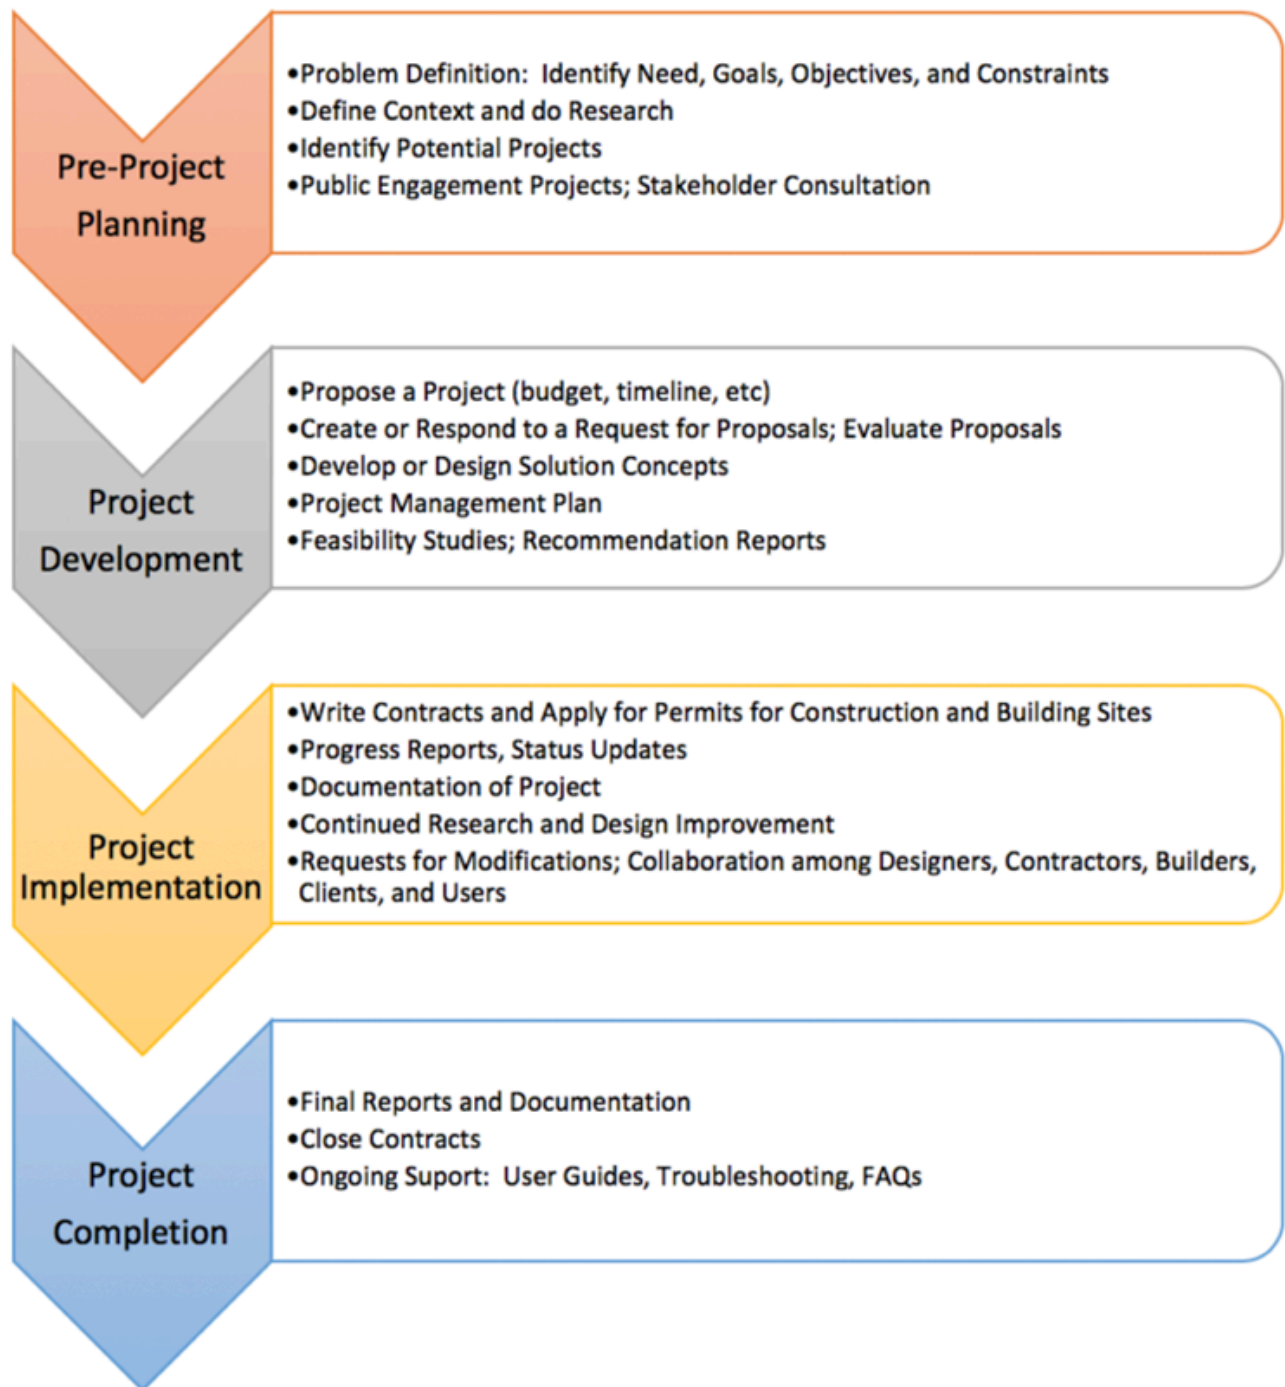 Pre-Project
Planning
•Problem Definition:  Identify Need, Goals, Objectives, and Constraints
•Define Context and do Research
•Identify Potential Projects
•Public Engagement Projects; Stakeholder Consultation
Project
Development
•Propose a Project (budget, timeline, etc)
•Create or Respond to a Request for Proposals; Evaluate Proposals
•Develop or Design Solution Concepts
•Project Management Plan
•Feasibility Studies; Recommendation Reports
Project
Implementation
•Write Contracts and Apply for Permits for Construction and Building Sites
•Progress Reports, Status Updates
•Documentation of Project
•Continued Research and Design Improvement
•Requests for Modifications; Collaboration among Designers, Contractors, Builders,
Clients, and Users
Project
Completion
•Final Reports and Documentation
•Close Contracts
•Ongoing Suport:  User Guides, Troubleshooting, FAQs